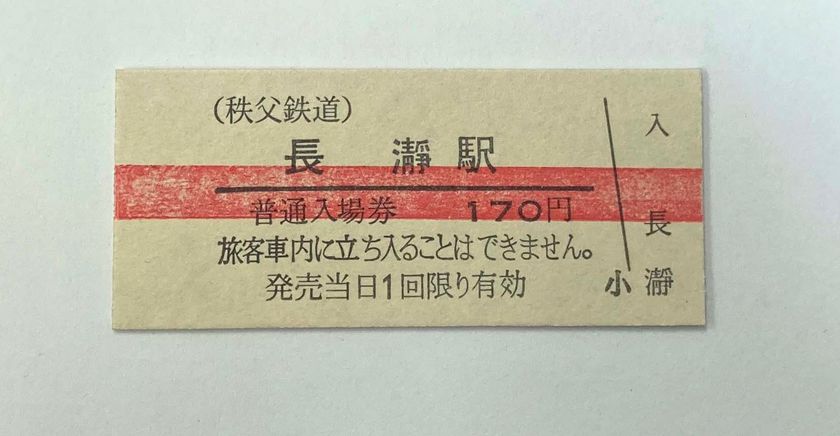 （秩父鉄道）
長瀞駅
普通入場券 170円
旅客車内に立ち入ることはできません。
発売当日1回限り有効
小
入
長
瀞